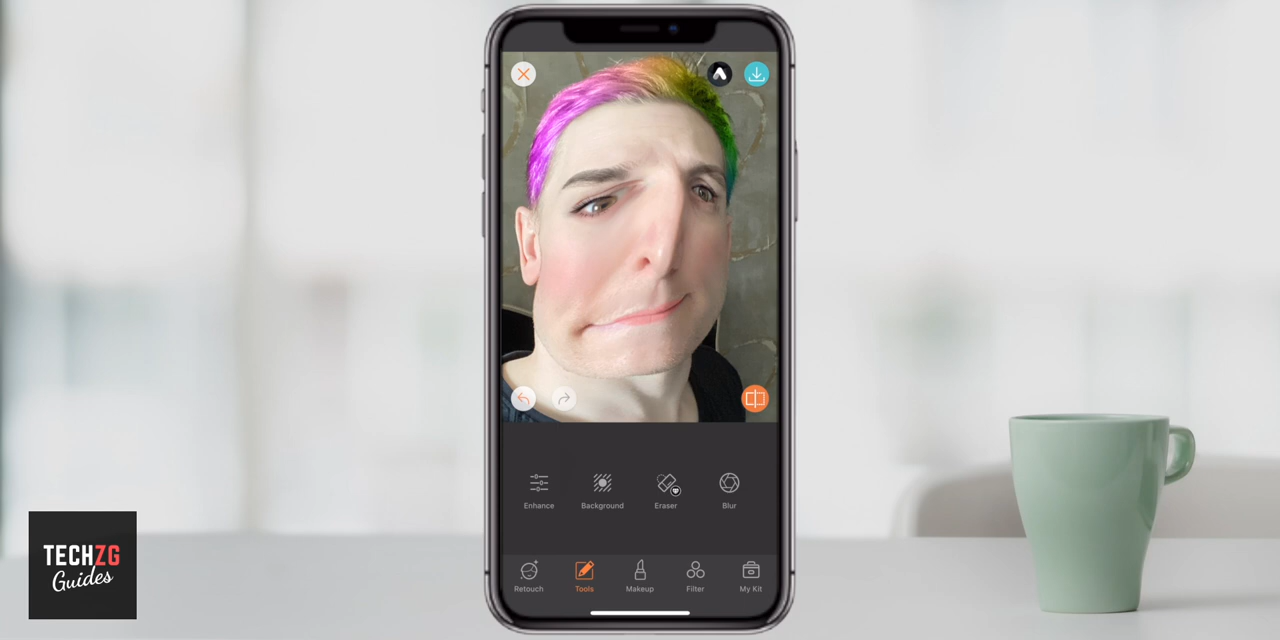 Enhance
Background
Eraser
Blur
Retouch
Tools
Makeup
Filter
My Kit
TECHZG
Guides